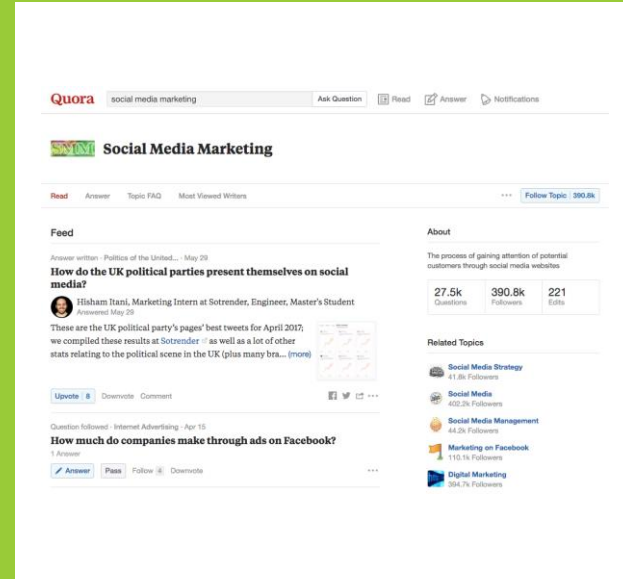 Quora social media marketing Ask Question Read Answer Notifications
SMM Social Media Marketing
Read Answer Topic FAQ Most Viewed Writers Follow Topic 390.8k
Feed
Answer written · Politics of the United... · May 29
How do the UK political parties present themselves on social
media?
Hisham Itani, Marketing Intern at Sotrender, Engineer, Master's Student
Answered May 29
These are the UK political party's pages' best tweets for April 2017;
we compiled these results at Sotrender as well as a lot of other
stats relating to the political scene in the UK (plus many bra... (more)
Upvote 8 Downvote Comment
Question followed · Internet Advertising · Apr 15
How much do companies make through ads on Facebook?
1 Answer
Answer Pass Follow 4 Downvote
About
The process of gaining attention of potential
customers through social media websites
27.5k 390.8k 221
Questions Followers Edits
Related Topics
Social Media Strategy
41.8k Followers
Social Media
402.2k Followers
Social Media Management
44.2k Followers
Marketing on Facebook
110.1k Followers
Digital Marketing
394.7k Followers